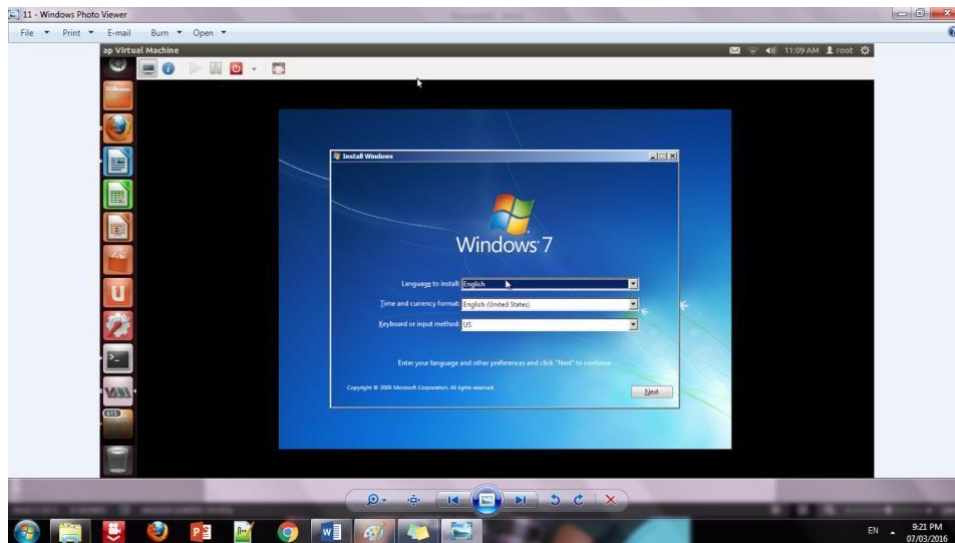 11 - Windows Photo Viewer
File Print E-mail Burn Open
ap Virtual Machine 11:09 AM root
Install Windows
Windows 7
Language to install: English
Time and currency format: English (United States)
Keyboard or input method: US
Enter your language and other preferences and click "Next" to continue.
Copyright © 2009 Microsoft Corporation. All rights reserved.
Next
EN 9:21 PM
07/03/2016